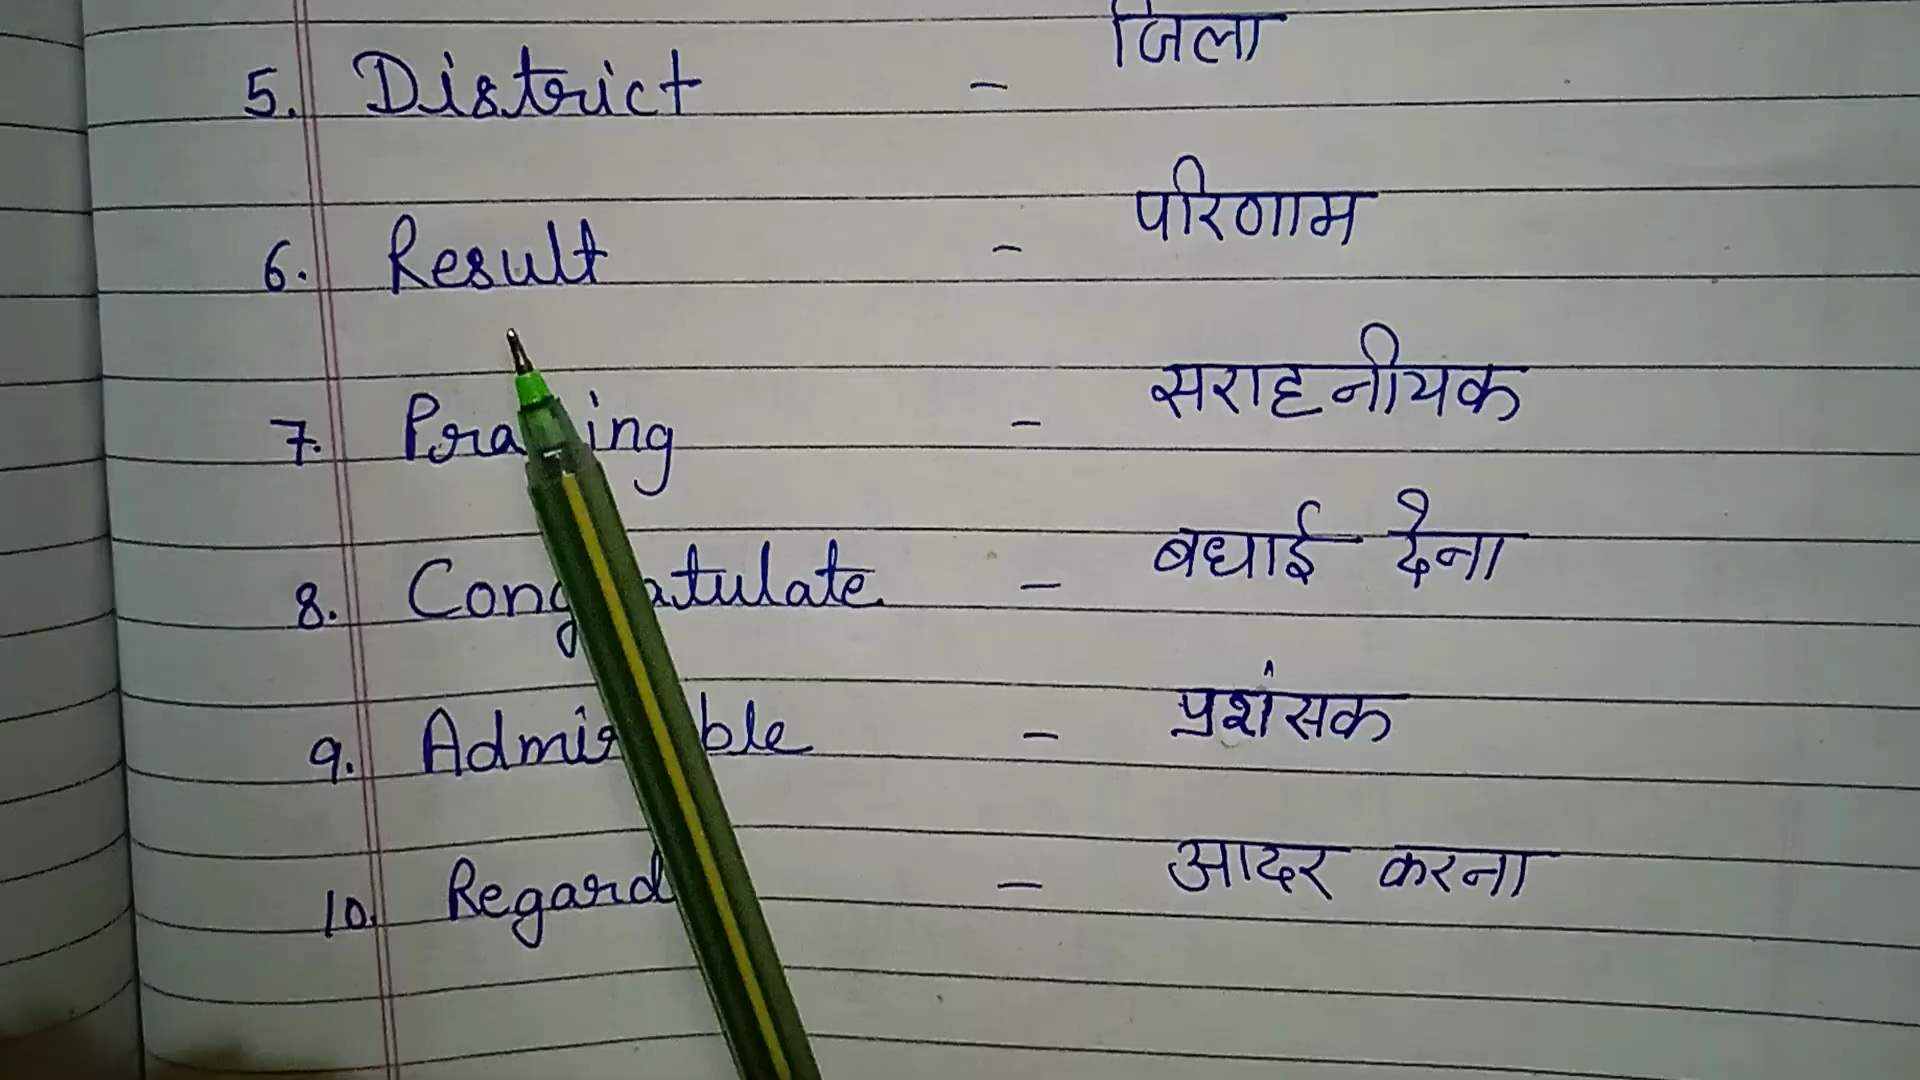 5. District - जिला
6. Result - परिणाम
7. - सराहनीयक
8. - बधाई देना
9. - प्रशंसक
10. Regard - आदर करना